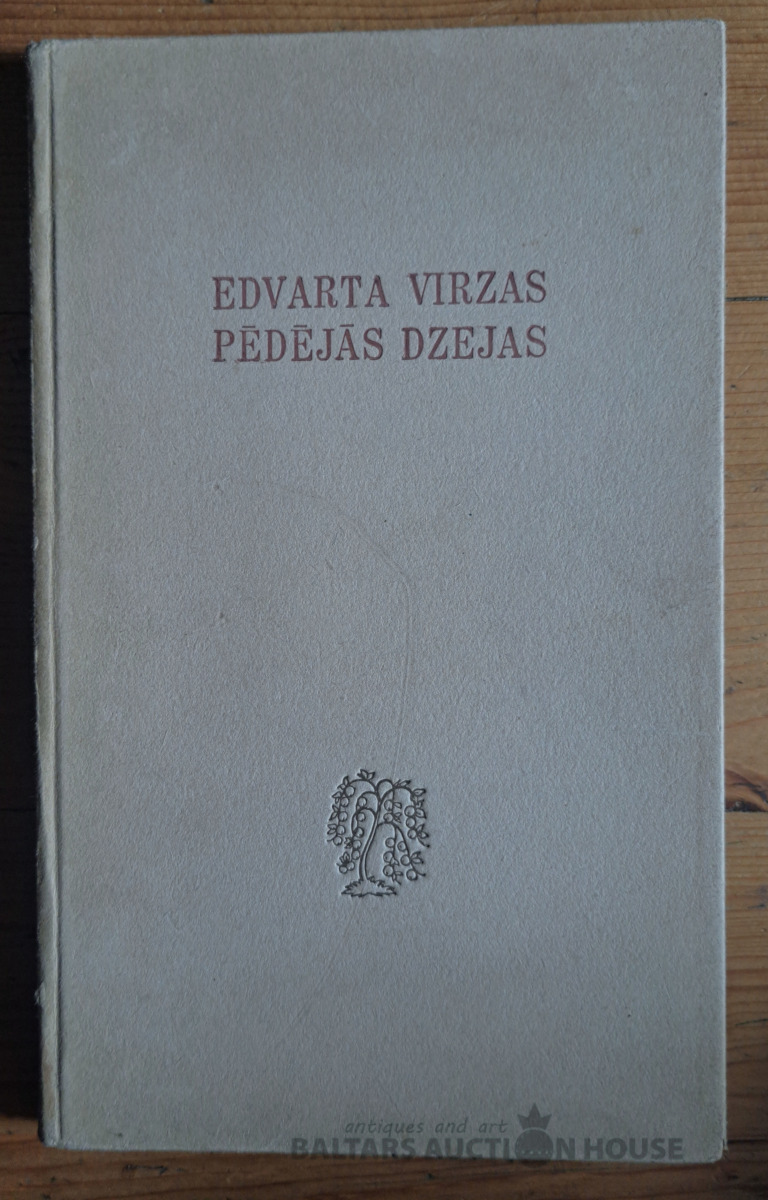 EDVARTA VIRZAS
PĒDĒJĀS DZEJAS
antiques and art
BALTARS AUCTION HOUSE